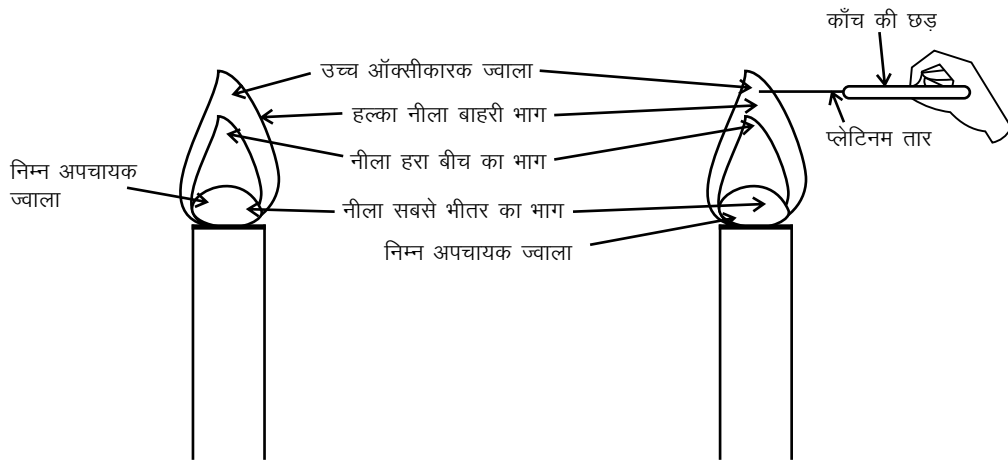 काँच की छड़
उच्च ऑक्सीकारक ज्वाला
हल्का नीला बाहरी भाग
प्लेटिनम तार
नीला हरा बीच का भाग
निम्न अपचायक
ज्वाला
नीला सबसे भीतर का भाग
निम्न अपचायक ज्वाला